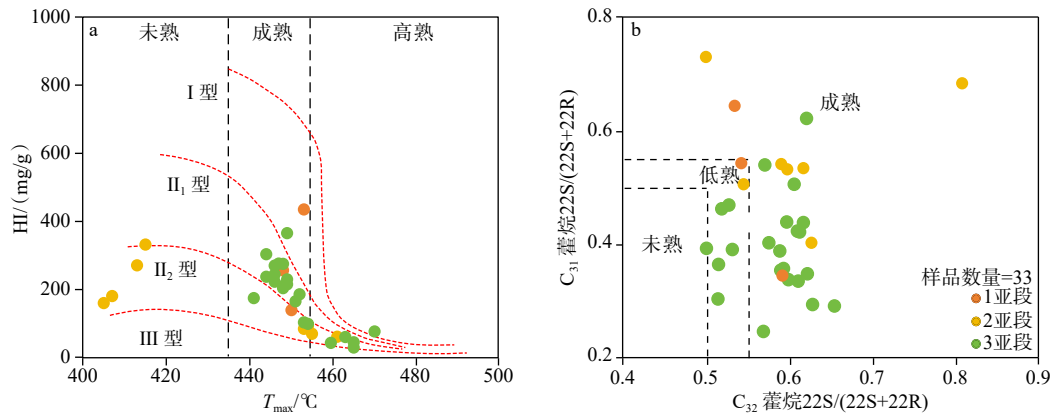 a
未熟
成熟
高熟
I 型
II₁ 型
II₂ 型
III 型
1000
800
600
400
200
0
HI/ (mg/g)
400
420
440
460
480
500
Tmax/℃
b
成熟
低熟
未熟
样品数量=33
1亚段
2亚段
3亚段
0.8
0.6
0.4
0.2
C₃₁ 藿烷22S/(22S+22R)
0.4
0.5
0.6
0.7
0.8
0.9
C₃₂ 藿烷22S/(22S+22R)